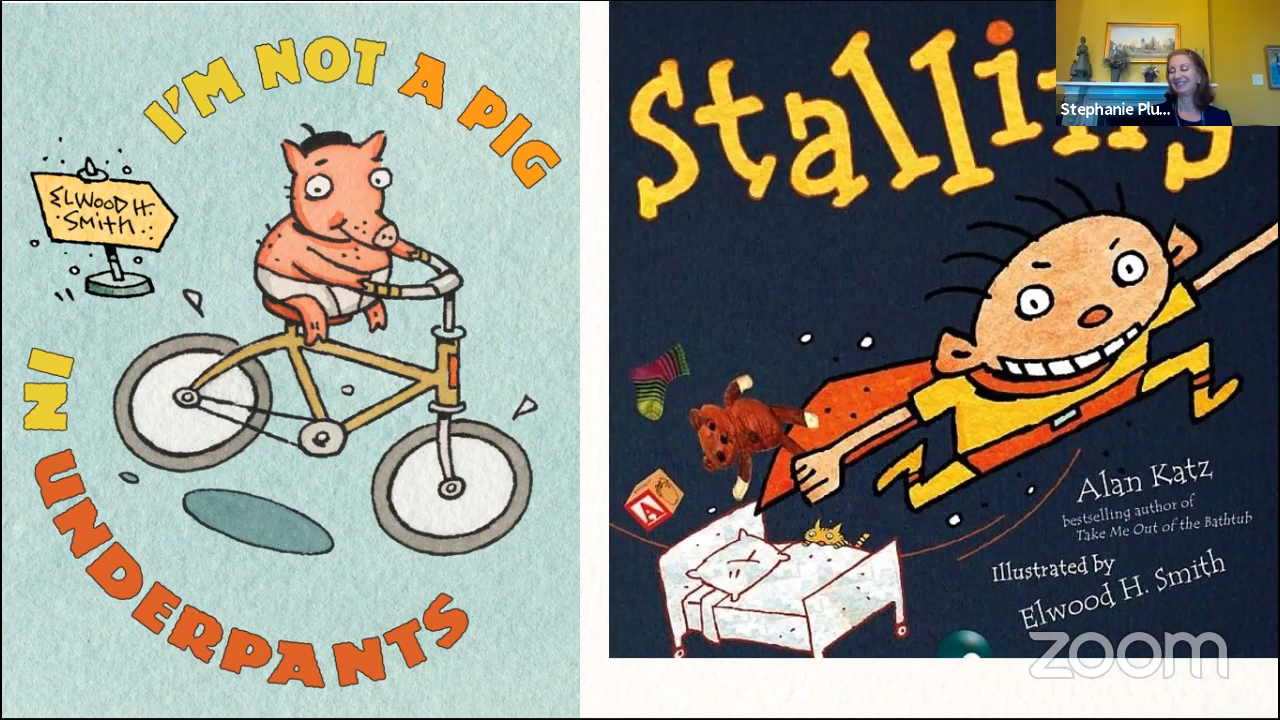 I'M NOT A PIG
IN
UNDERPANTS
ELWOOD H.
SMITH
Stalling
Stephanie Plu...
A
Alan Katz
bestselling author of
Take Me Out of the Bathtub
Illustrated by
Elwood H. Smith
zoom